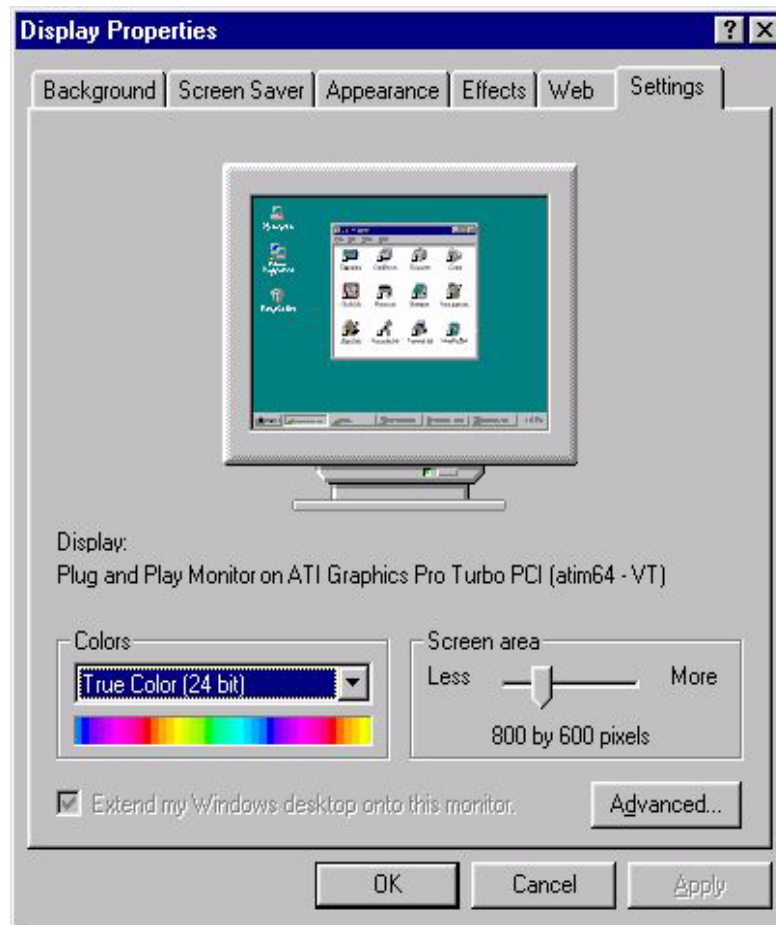 Display Properties
Background Screen Saver Appearance Effects Web Settings
Display:
Plug and Play Monitor on ATI Graphics Pro Turbo PCI (atim64 - VT)
Colors
True Color (24 bit)
Screen area
Less More
800 by 600 pixels
Extend my Windows desktop onto this monitor.
Advanced...
OK Cancel Apply